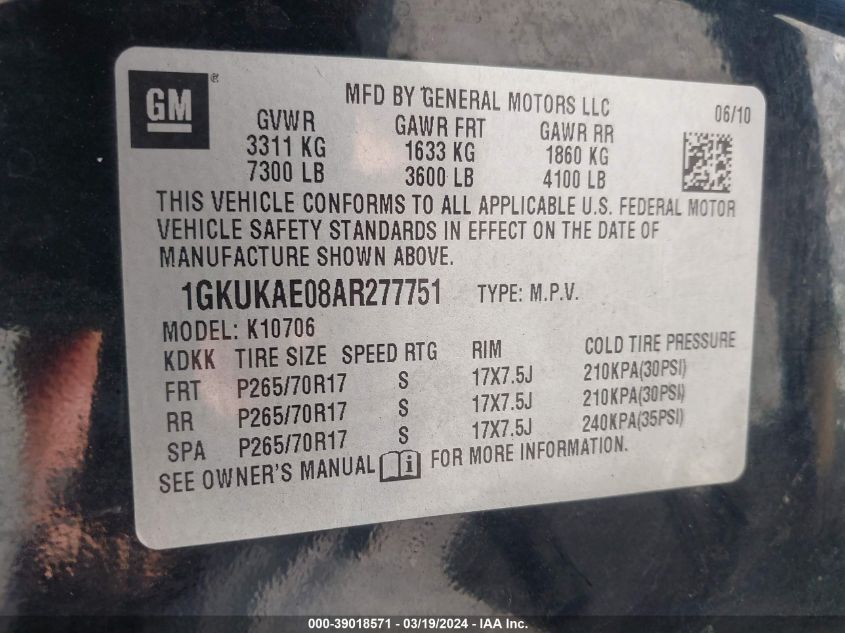 GM®
MFD BY GENERAL MOTORS LLC 06/10
GVWR GAWR FRT GAWR RR
3311 KG 1633 KG 1860 KG
7300 LB 3600 LB 4100 LB
THIS VEHICLE CONFORMS TO ALL APPLICABLE U.S. FEDERAL MOTOR
VEHICLE SAFETY STANDARDS IN EFFECT ON THE DATE OF
MANUFACTURE SHOWN ABOVE.
1GKUKAE08AR277751 TYPE: M.P.V.
MODEL: K10706
KDKK TIRE SIZE SPEED RTG RIM COLD TIRE PRESSURE
FRT P265/70R17 S 17X7.5J 210KPA(30PSI)
RR P265/70R17 S 17X7.5J 210KPA(30PSI)
SPA P265/70R17 S 17X7.5J 240KPA(35PSI)
SEE OWNER'S MANUAL i FOR MORE INFORMATION.
000-39018571 - 03/19/2024 - IAA Inc.